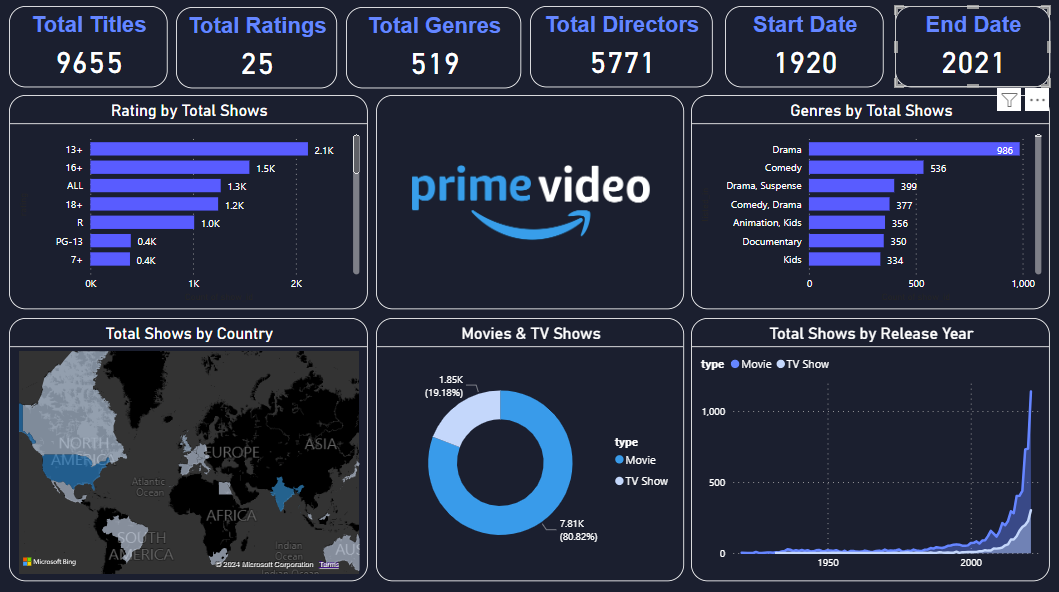 Total Titles
9655
Total Ratings
25
Total Genres
519
Total Directors
5771
Start Date
1920
End Date
2021
Rating by Total Shows
13+ 2.1K
16+ 1.5K
ALL 1.3K
18+ 1.2K
R 1.0K
PG-13 0.4K
7+ 0.4K
0K 1K 2K
prime video
Genres by Total Shows
Drama 986
Comedy 536
Drama, Suspense 399
Comedy, Drama 377
Animation, Kids 356
Documentary 350
Kids 334
0 500 1,000
Total Shows by Country
NORTH
AMERICA
EUROPE
ASIA
Atlantic
Ocean
AFRICA
SOUTH
AMERICA
Indian
Ocean
AUS
Microsoft Bing
© 2024 Microsoft Corporation Terms
Movies & TV Shows
1.85K
(19.18%)
type
Movie
TV Show
7.81K
(80.82%)
Total Shows by Release Year
type Movie TV Show
1,000
500
0
1950 2000